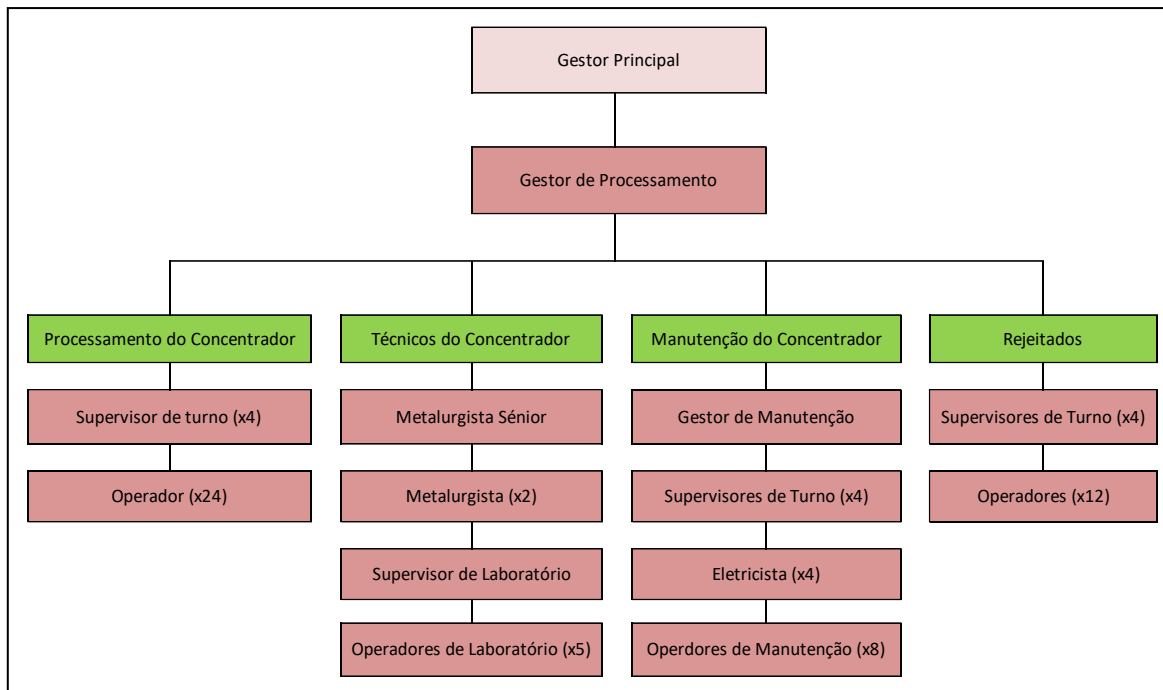 Gestor Principal
Gestor de Processamento
Processamento do Concentrador
Técnicos do Concentrador
Manutenção do Concentrador
Rejeitados
Supervisor de turno (x4)
Metalurgista Sénior
Gestor de Manutenção
Supervisores de Turno (x4)
Operador (x24)
Metalurgista (x2)
Supervisores de Turno (x4)
Operadores (x12)
Supervisor de Laboratório
Eletricista (x4)
Operadores de Laboratório (x5)
Operdores de Manutenção (x8)